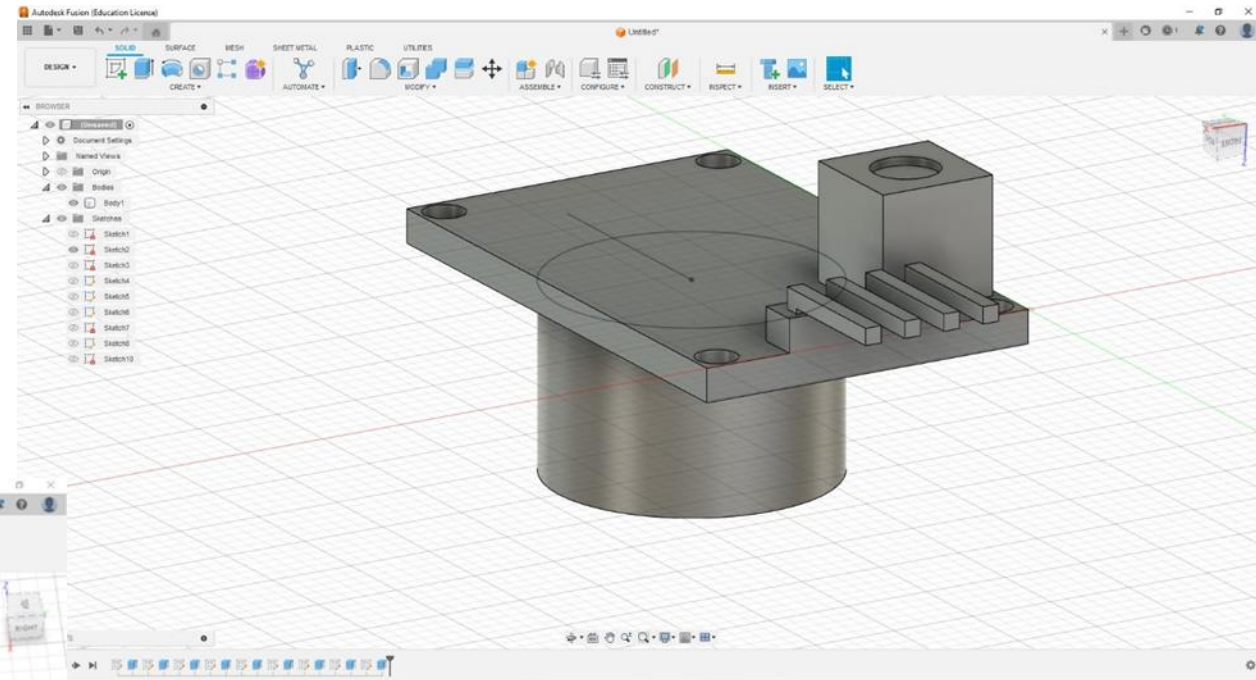 Autodesk Fusion (Education License)
Untitled*
SOLID SURFACE MESH SHEET METAL PLASTIC UTILITIES
DESIGN
CREATE AUTOMATE MODIFY ASSEMBLE CONFIGURE CONSTRUCT INSPECT INSERT SELECT
BROWSER
(Unsaved)
Document Settings
Named Views
Origin
Bodies
Body1
Sketches
Sketch1
Sketch2
Sketch3
Sketch4
Sketch5
Sketch6
Sketch7
Sketch8
Sketch10
RIGHT